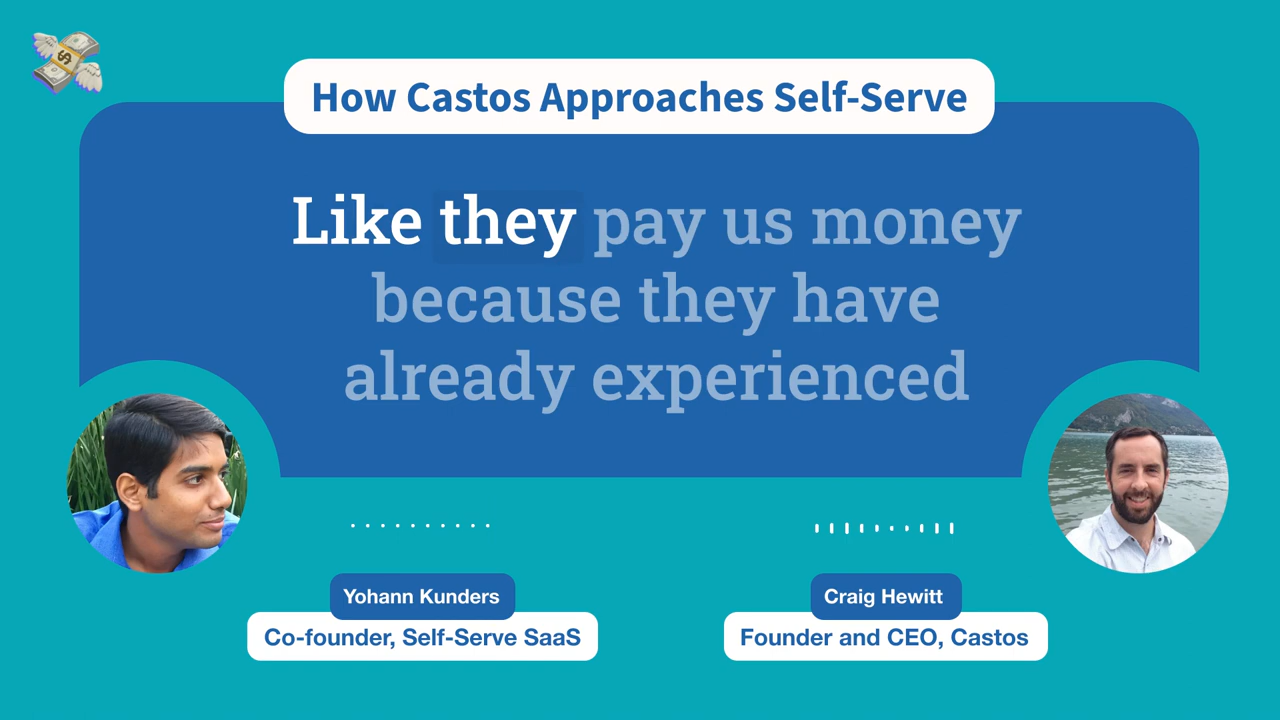 How Castos Approaches Self-Serve
Like they pay us money
because they have
already experienced
Yohann Kunders
Co-founder, Self-Serve SaaS
Craig Hewitt
Founder and CEO, Castos